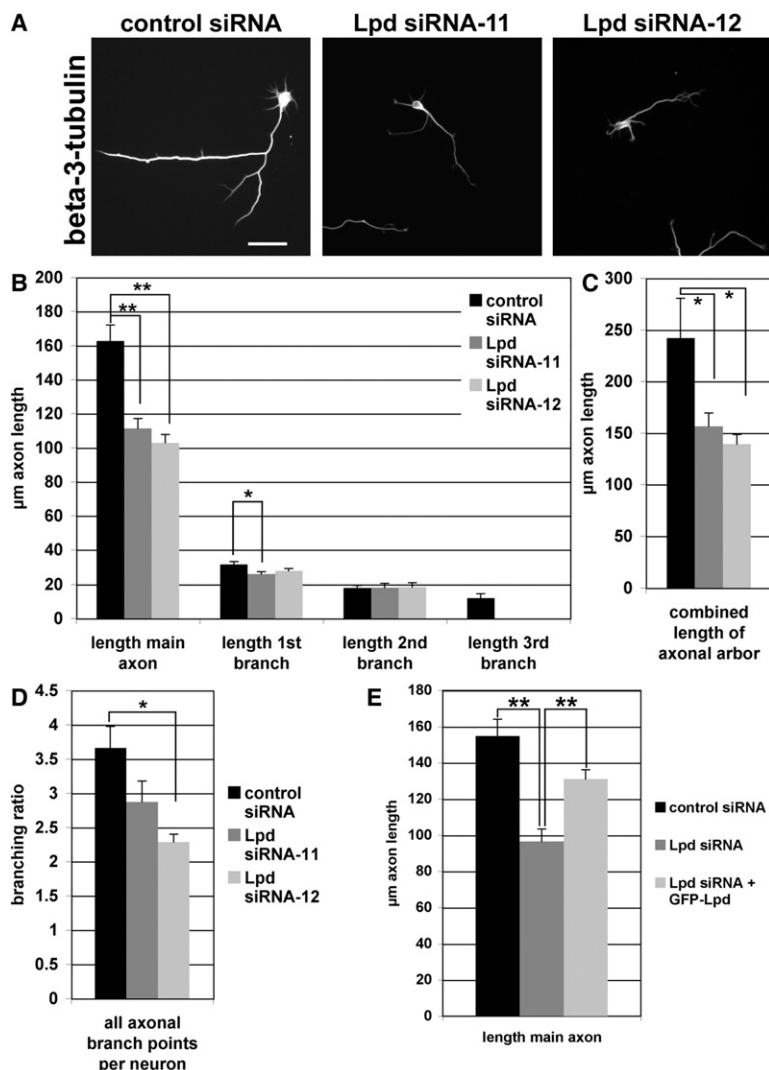 A
control siRNA
Lpd siRNA-11
Lpd siRNA-12
beta-3-tubulin
B
200
180
160
140
120
100
80
60
40
20
0
µm axon length
**
**
*
control
siRNA
Lpd
siRNA-11
Lpd
siRNA-12
length main
axon
length 1st
branch
length 2nd
branch
length 3rd
branch
C
300
250
200
150
100
50
0
µm axon length
*
*
combined
length of
axonal arbor
D
4.5
4
3.5
3
2.5
2
1.5
1
0.5
0
branching ratio
*
control
siRNA
Lpd
siRNA-11
Lpd
siRNA-12
all axonal
branch points
per neuron
E
180
160
140
120
100
80
60
40
20
0
µm axon length
**
**
control siRNA
Lpd siRNA
Lpd siRNA +
GFP-Lpd
length main axon